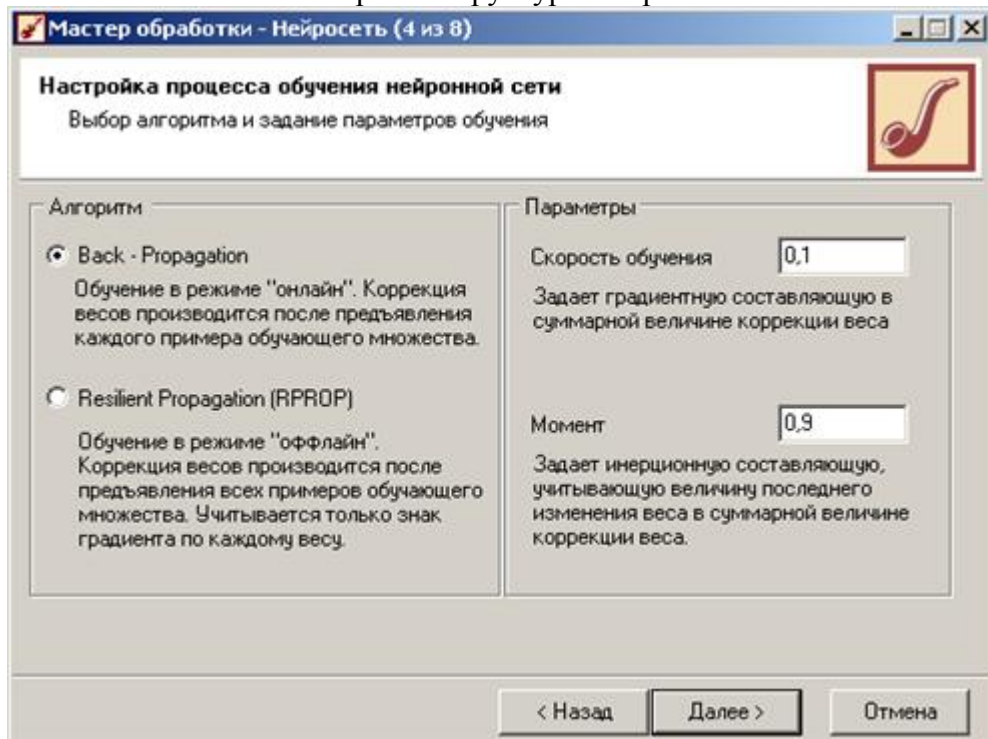 Мастер обработки - Нейросеть (4 из 8)
Настройка процесса обучения нейронной сети
Выбор алгоритма и задание параметров обучения
Алгоритм
Back - Propagation
Обучение в режиме "онлайн". Коррекция
весов производится после предъявления
каждого примера обучающего множества.
Resilient Propagation (RPROP)
Обучение в режиме "оффлайн".
Коррекция весов производится после
предъявления всех примеров обучающего
множества. Учитывается только знак
градиента по каждому весу.
Параметры
Скорость обучения 0,1
Задает градиентную составляющую в
суммарной величине коррекции веса
Момент 0,9
Задает инерционную составляющую,
учитывающую величину последнего
изменения веса в суммарной величине
коррекции веса.
< Назад Далее > Отмена